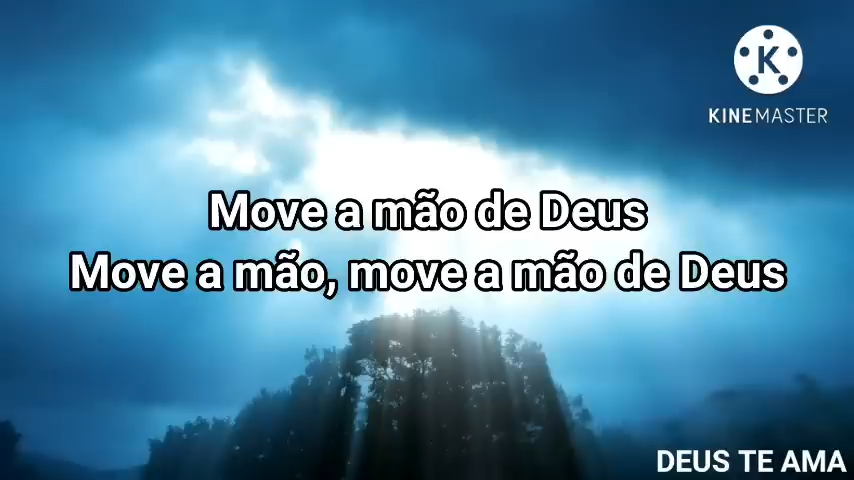 K
KINEMASTER
Move a mão de Deus
Move a mão, move a mão de Deus
DEUS TE AMA